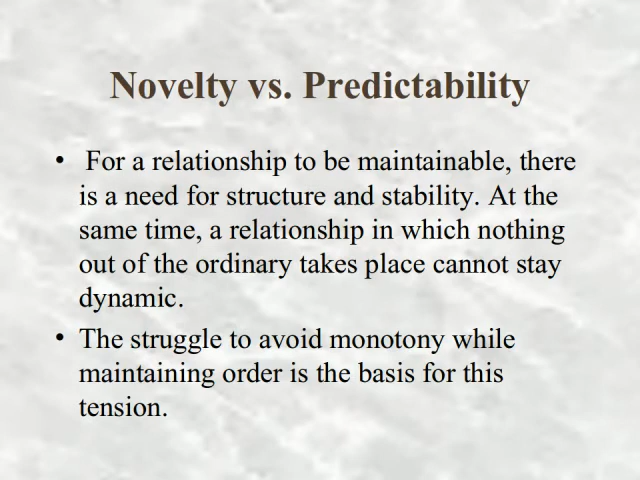 Novelty vs. Predictability
• For a relationship to be maintainable, there
is a need for structure and stability. At the
same time, a relationship in which nothing
out of the ordinary takes place cannot stay
dynamic.
• The struggle to avoid monotony while
maintaining order is the basis for this
tension.